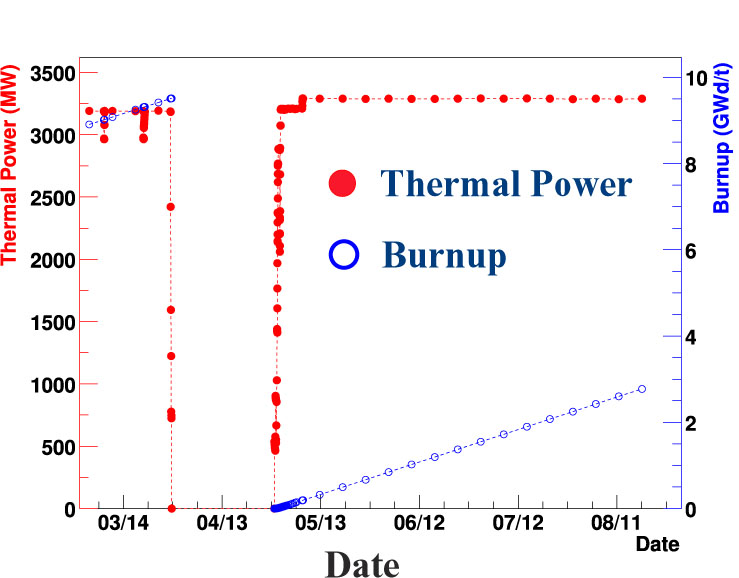 Thermal Power (MW)
3500
3000
2500
2000
1500
1000
500
0
Thermal Power
Burnup
10
8
6
4
2
0
Burnup (GWd/t)
03/14 04/13 05/13 06/12 07/12 08/11
Date
Date